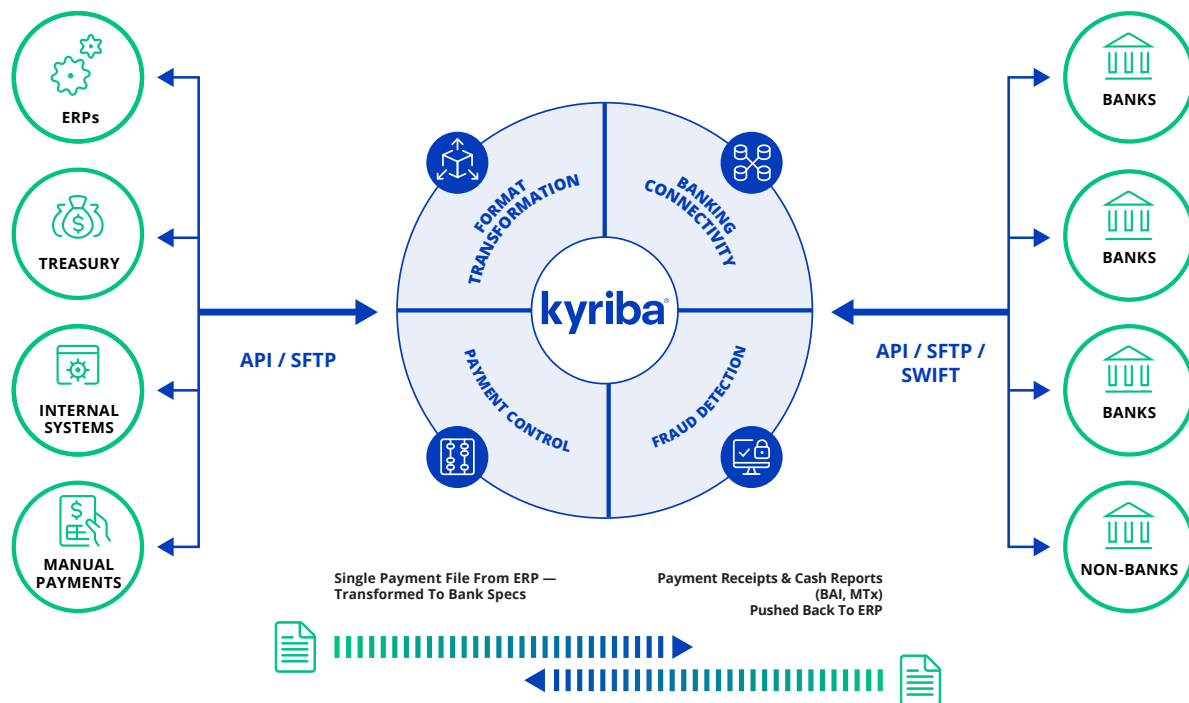 ERPs
TREASURY
INTERNAL
SYSTEMS
MANUAL
PAYMENTS
API / SFTP
FORMAT
TRANSFORMATION
BANKING
CONNECTIVITY
kyriba®
PAYMENT CONTROL
FRAUD DETECTION
API / SFTP /
SWIFT
BANKS
BANKS
BANKS
NON-BANKS
Single Payment File From ERP —
Transformed To Bank Specs
Payment Receipts & Cash Reports
(BAI, MTx)
Pushed Back To ERP